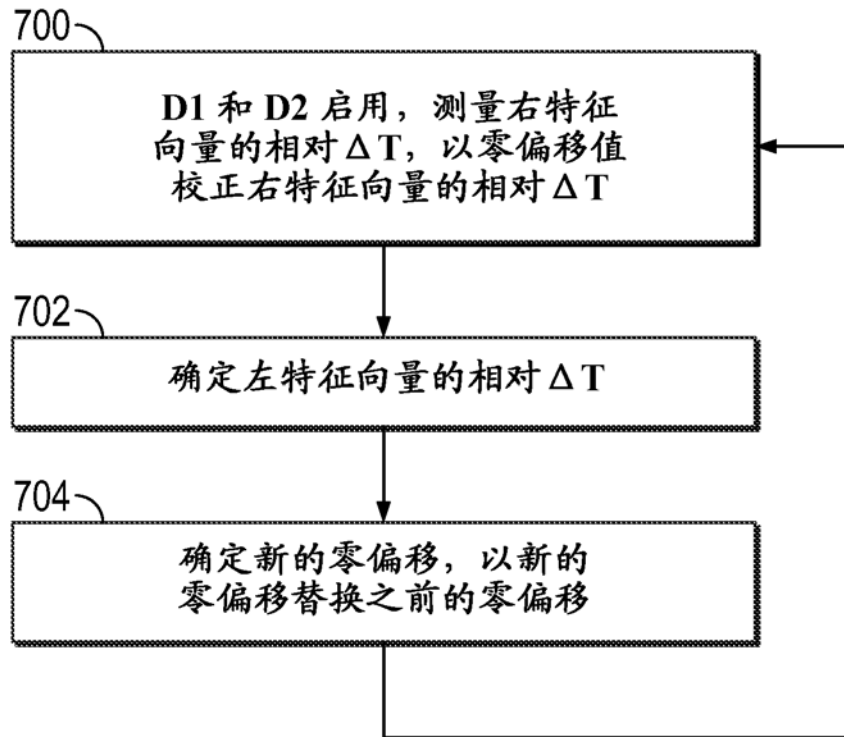 700
D1 和 D2 启用，测量右特征
向量的相对 Δ T，以零偏移值
校正右特征向量的相对 Δ T
702
确定左特征向量的相对 Δ T
704
确定新的零偏移，以新的
零偏移替换之前的零偏移